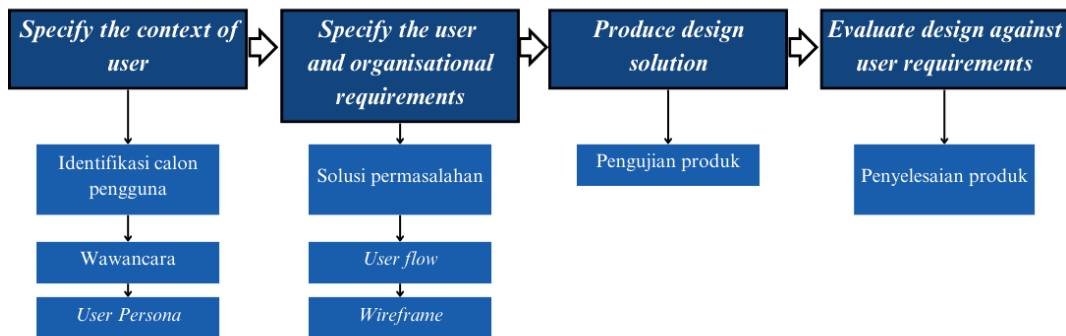 Specify the context of
user
Specify the user
and organisational
requirements
Produce design
solution
Evaluate design against
user requirements
Identifikasi calon
pengguna
Wawancara
User Persona
Solusi permasalahan
User flow
Wireframe
Pengujian produk
Penyelesaian produk